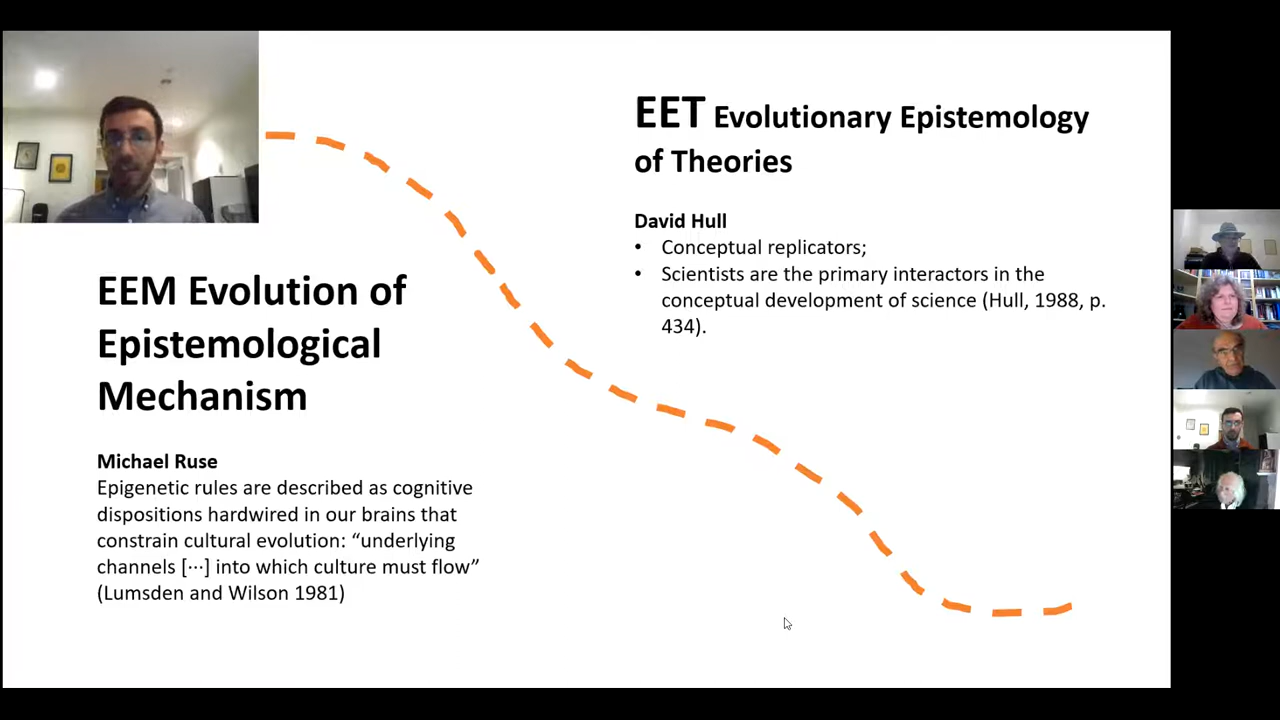 EET Evolutionary Epistemology
of Theories
David Hull
• Conceptual replicators;
• Scientists are the primary interactors in the
conceptual development of science (Hull, 1988, p.
434).
EEM Evolution of
Epistemological
Mechanism
Michael Ruse
Epigenetic rules are described as cognitive
dispositions hardwired in our brains that
constrain cultural evolution: “underlying
channels [···] into which culture must flow”
(Lumsden and Wilson 1981)